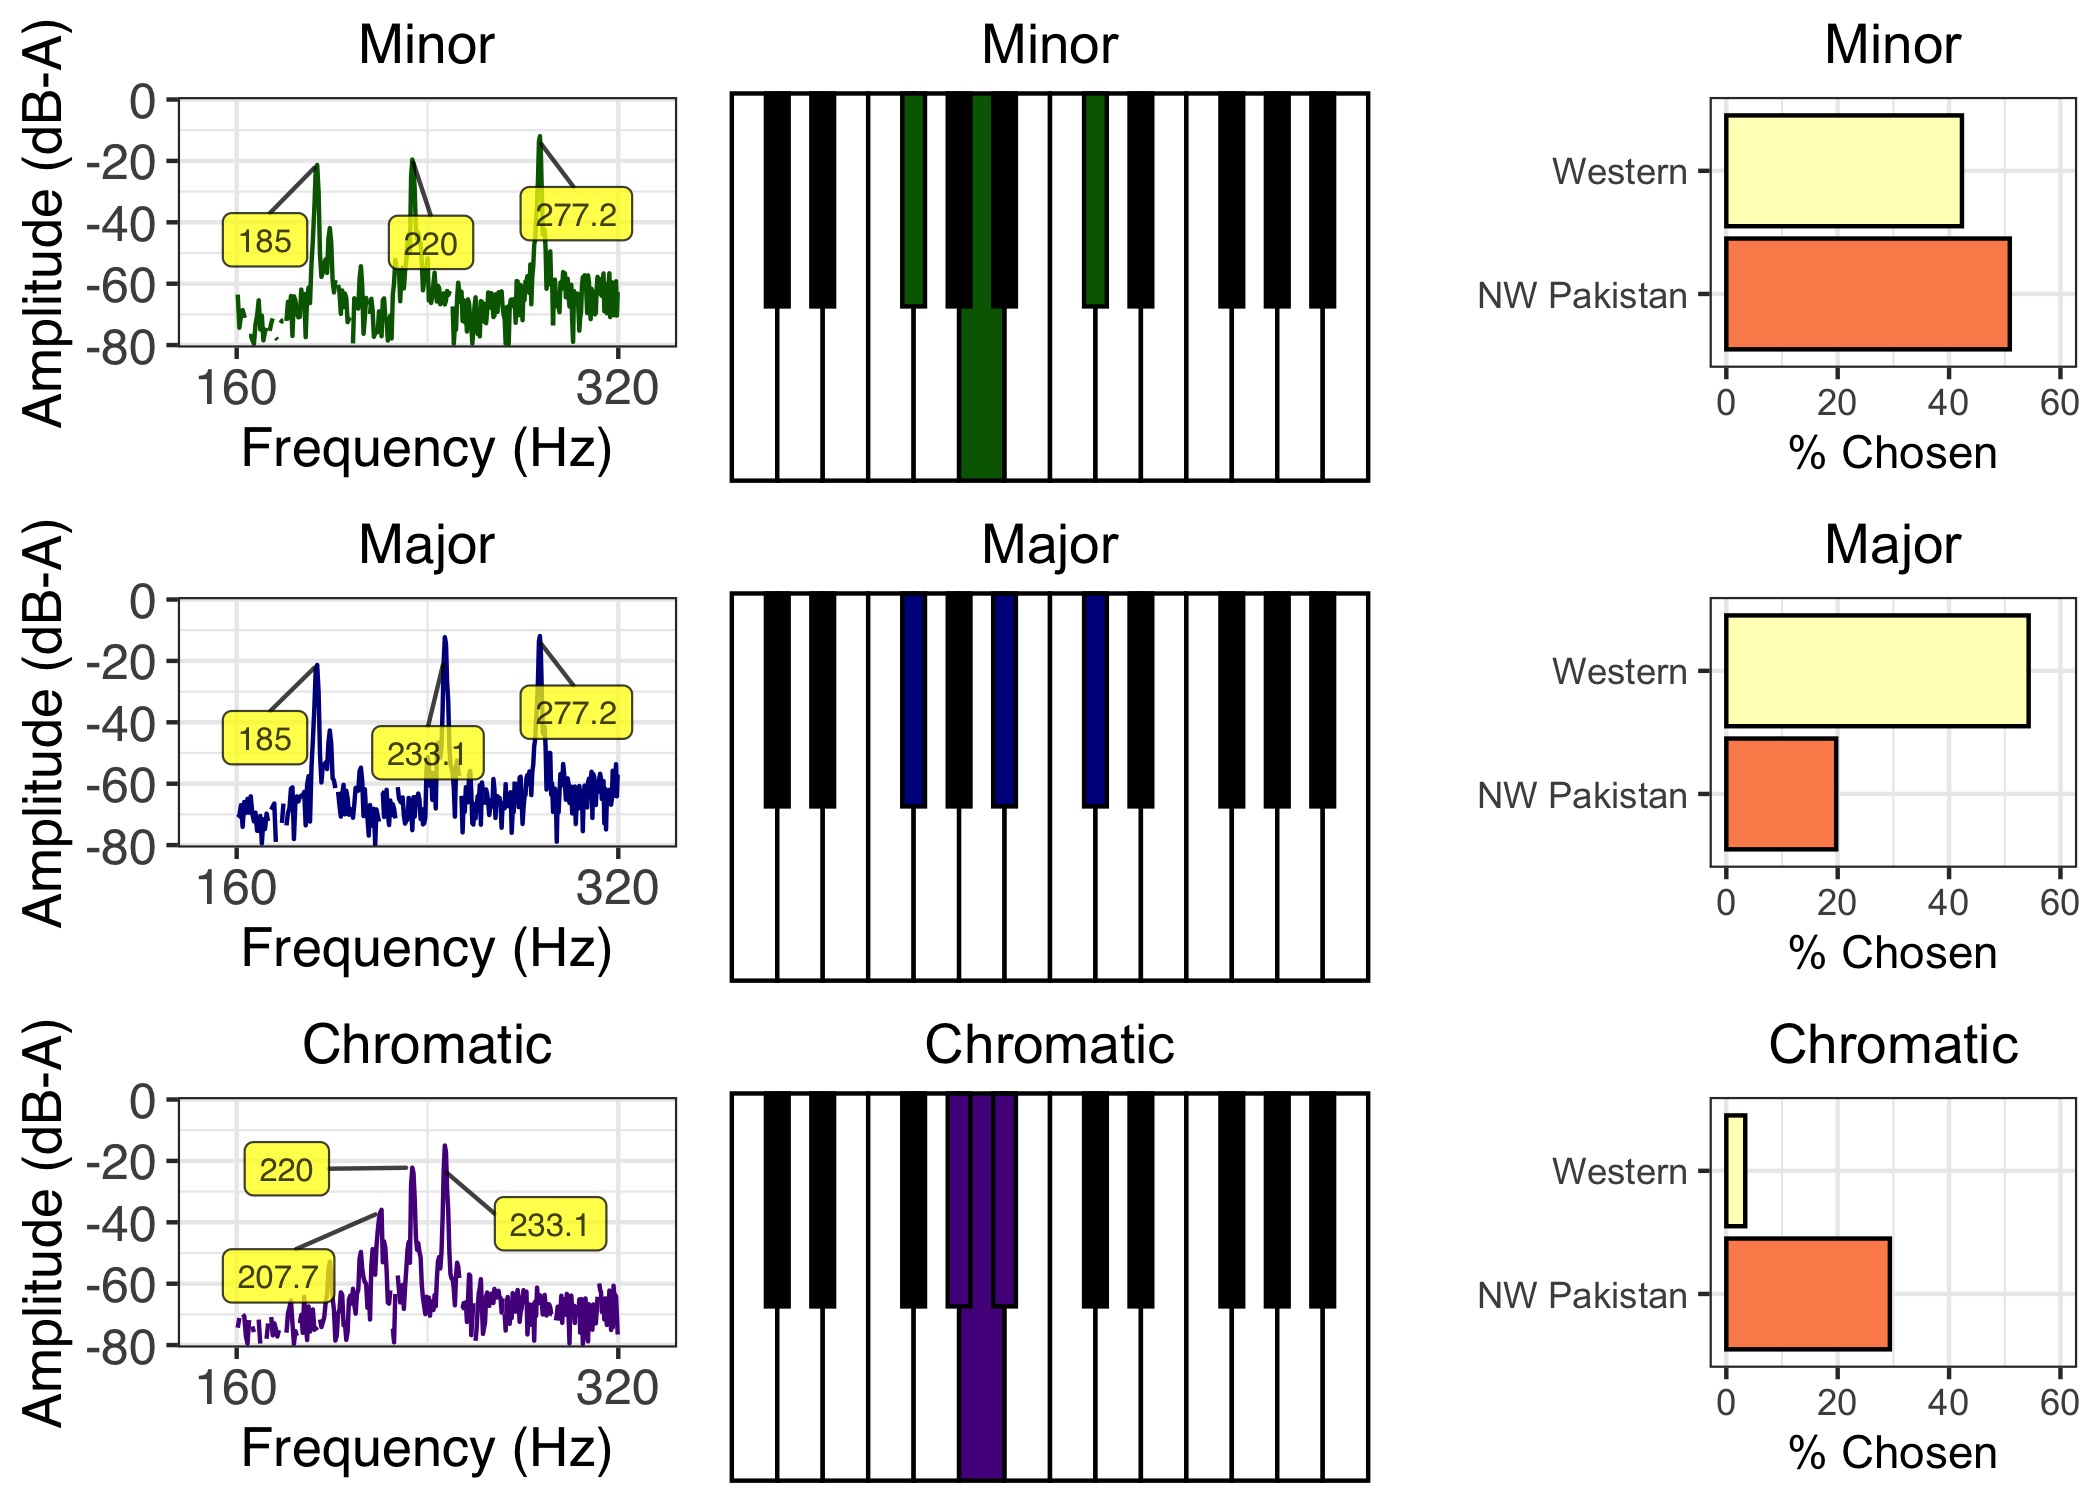 Minor
Amplitude (dB-A)
0
-20
-40
-60
-80
185
220
277.2
160
320
Frequency (Hz)
Minor
Minor
Western
NW Pakistan
0
20
40
60
% Chosen
Major
Amplitude (dB-A)
0
-20
-40
-60
-80
185
233.1
277.2
160
320
Frequency (Hz)
Major
Major
Western
NW Pakistan
0
20
40
60
% Chosen
Chromatic
Amplitude (dB-A)
0
-20
-40
-60
-80
220
207.7
233.1
160
320
Frequency (Hz)
Chromatic
Chromatic
Western
NW Pakistan
0
20
40
60
% Chosen